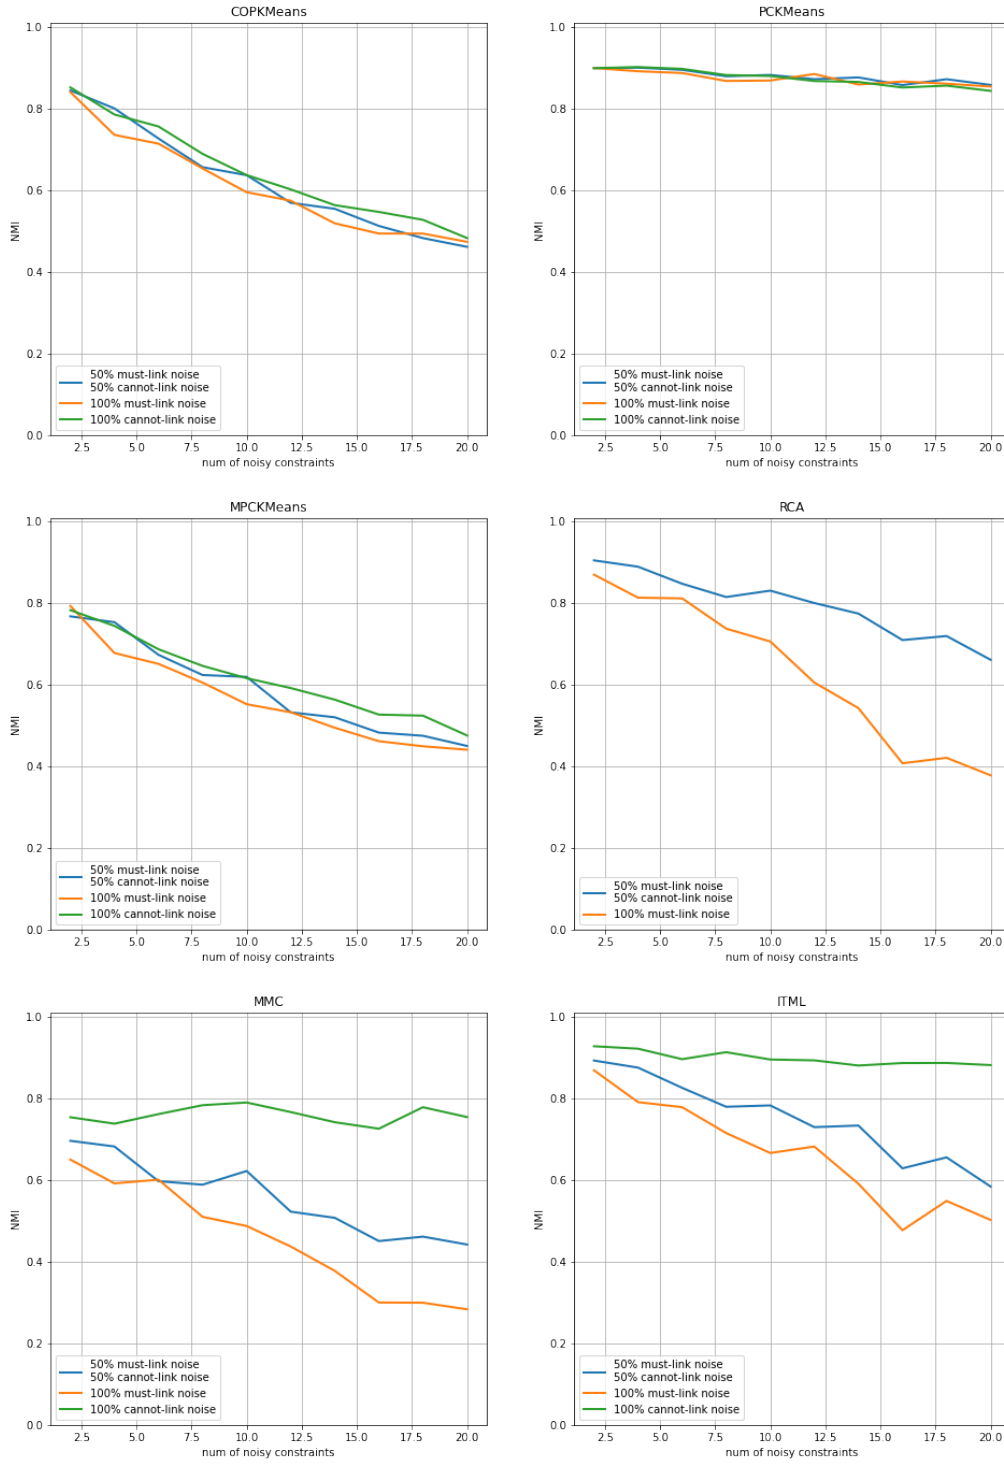 COPKMeans
1.0
0.8
0.6
0.4
0.2
0.0
NMI
50% must-link noise
50% cannot-link noise
100% must-link noise
100% cannot-link noise
2.5 5.0 7.5 10.0 12.5 15.0 17.5 20.0
num of noisy constraints
PCKMeans
1.0
0.8
0.6
0.4
0.2
0.0
NMI
50% must-link noise
50% cannot-link noise
100% must-link noise
100% cannot-link noise
2.5 5.0 7.5 10.0 12.5 15.0 17.5 20.0
num of noisy constraints
MPCKMeans
1.0
0.8
0.6
0.4
0.2
0.0
NMI
50% must-link noise
50% cannot-link noise
100% must-link noise
100% cannot-link noise
2.5 5.0 7.5 10.0 12.5 15.0 17.5 20.0
num of noisy constraints
RCA
1.0
0.8
0.6
0.4
0.2
0.0
NMI
50% must-link noise
50% cannot-link noise
100% must-link noise
2.5 5.0 7.5 10.0 12.5 15.0 17.5 20.0
num of noisy constraints
MMC
1.0
0.8
0.6
0.4
0.2
0.0
NMI
50% must-link noise
50% cannot-link noise
100% must-link noise
100% cannot-link noise
2.5 5.0 7.5 10.0 12.5 15.0 17.5 20.0
num of noisy constraints
ITML
1.0
0.8
0.6
0.4
0.2
0.0
NMI
50% must-link noise
50% cannot-link noise
100% must-link noise
100% cannot-link noise
2.5 5.0 7.5 10.0 12.5 15.0 17.5 20.0
num of noisy constraints